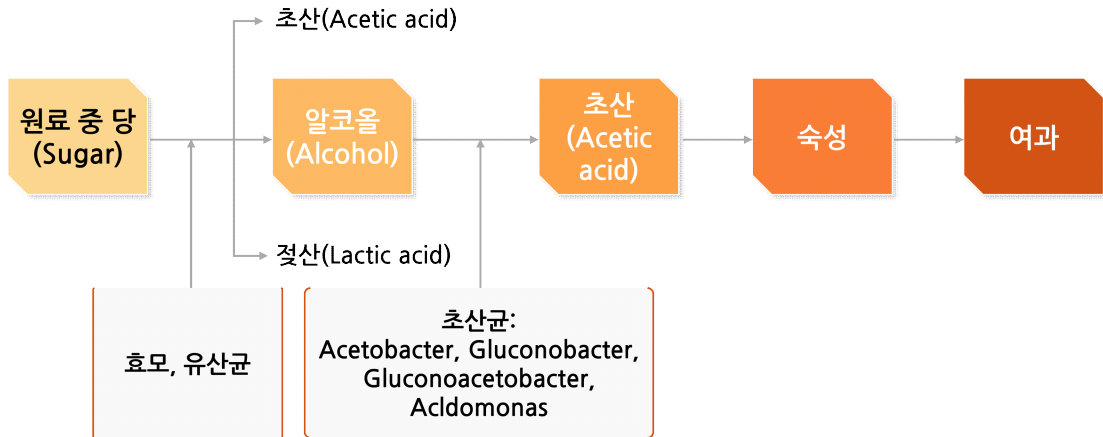 초산(Acetic acid)
원료 중 당
(Sugar)
알코올
(Alcohol)
초산
(Acetic
acid)
숙성
여과
젖산(Lactic acid)
효모, 유산균
초산균:
Acetobacter, Gluconobacter,
Gluconoacetobacter,
Acldomonas